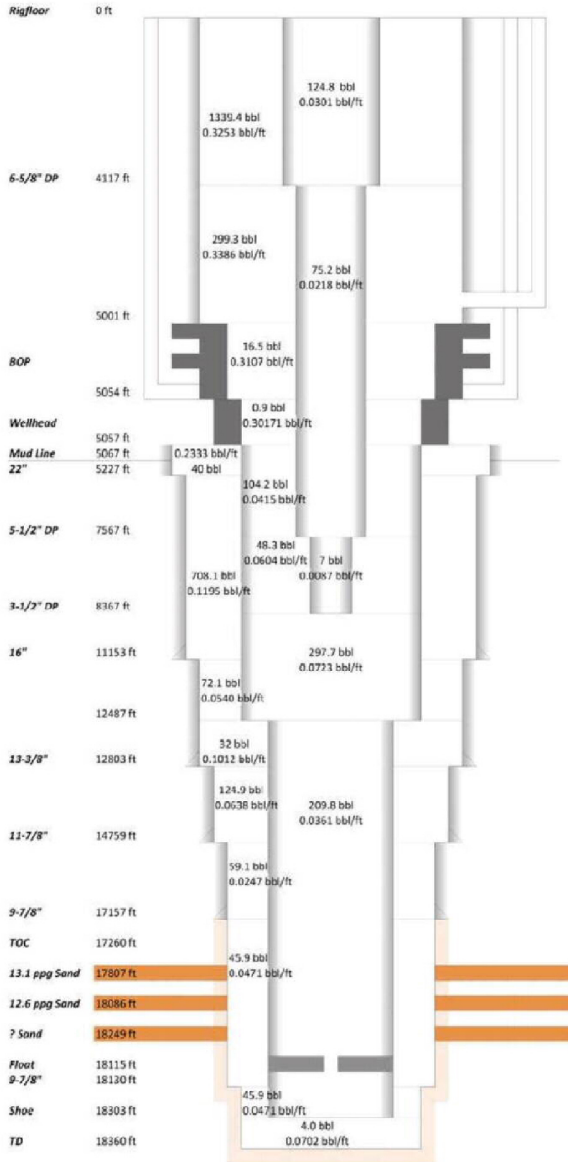 Rigfloor 0 ft
124.8 bbl
0.0301 bbl/ft
1339.4 bbl
0.3253 bbl/ft
6-5/8" DP 4117 ft
299.3 bbl
0.3386 bbl/ft
75.2 bbl
0.0218 bbl/ft
5001 ft
16.5 bbl
0.3107 bbl/ft
BOP
5054 ft
0.9 bbl
0.30171 bbl/ft
Wellhead
5057 ft
Mud Line 5067 ft 0.2333 bbl/ft
22" 5227 ft 40 bbl
104.2 bbl
0.0415 bbl/ft
5-1/2" DP 7567 ft
48.3 bbl 7 bbl
0.0604 bbl/ft 0.0087 bbl/ft
708.1 bbl
0.1195 bbl/ft
3-1/2" DP 8367 ft
16" 11153 ft
297.7 bbl
0.0723 bbl/ft
72.1 bbl
0.0540 bbl/ft
12487 ft
32 bbl
0.1012 bbl/ft
13-3/8" 12803 ft
124.9 bbl
0.0638 bbl/ft
209.8 bbl
0.0361 bbl/ft
11-7/8" 14759 ft
59.1 bbl
0.0247 bbl/ft
9-7/8" 17157 ft
TOC 17260 ft
45.9 bbl
0.0471 bbl/ft
13.1 ppg Sand 17807 ft
12.6 ppg Sand 18086 ft
? Sand 18249 ft
Float 18115 ft
9-7/8" 18130 ft
45.9 bbl
0.0471 bbl/ft
Shoe 18303 ft
4.0 bbl
0.0702 bbl/ft
TD 18360 ft